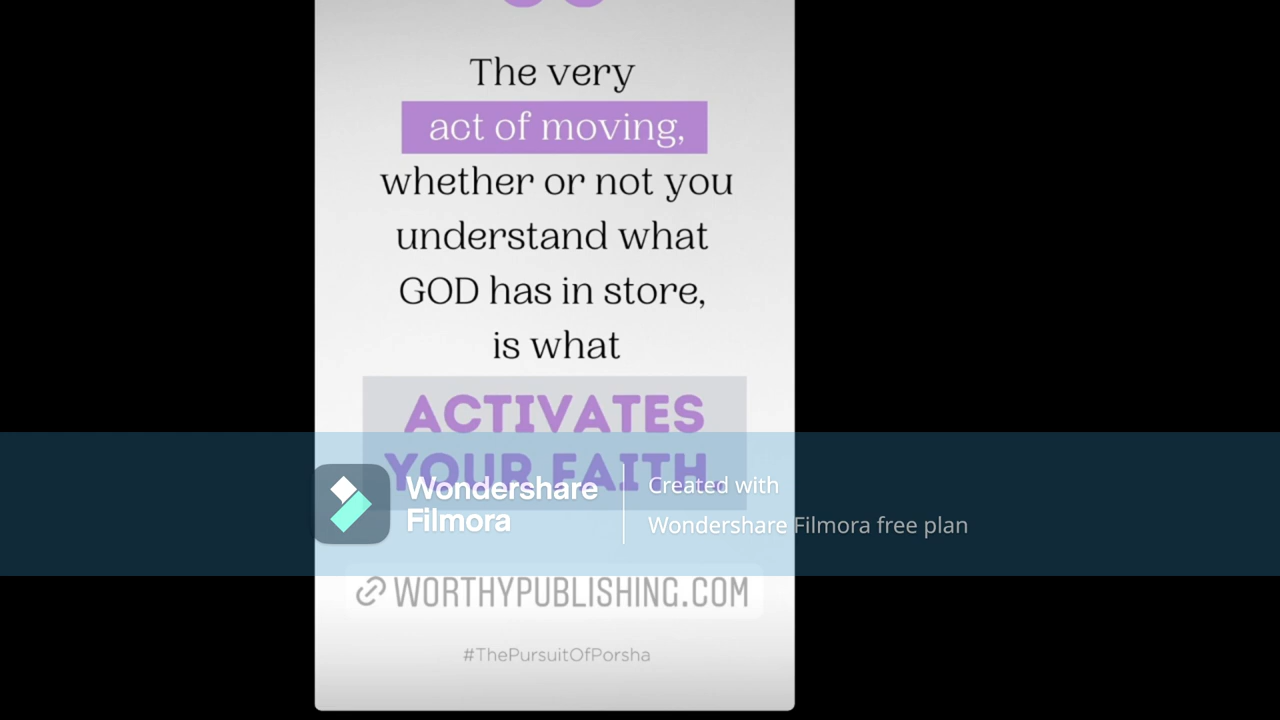 The very
act of moving,
whether or not you
understand what
GOD has in store,
is what
ACTIVATES
YOUR FAITH
Wondershare
Filmora
Created with
Wondershare Filmora free plan
WORTHYPUBLISHING.COM
#ThePursuitOfPorsha